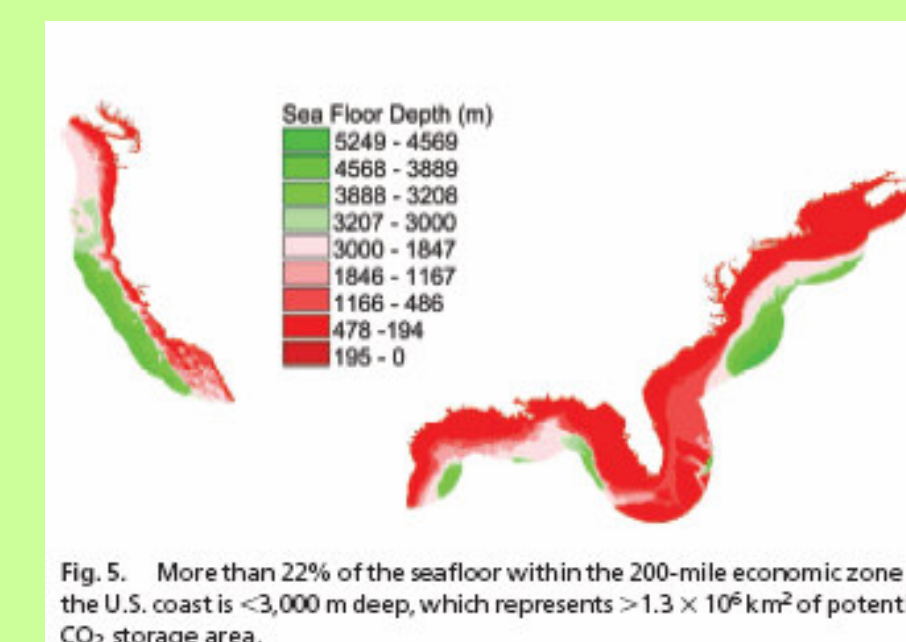 Sea Floor Depth (m)
5249 - 4569
4568 - 3889
3888 - 3208
3207 - 3000
3000 - 1847
1846 - 1167
1166 - 486
478 -194
195 - 0
Fig. 5. More than 22% of the seafloor within the 200-mile economic zone
the U.S. coast is <3,000 m deep, which represents >1.3 × 10⁶ km² of potent
CO₂ storage area.